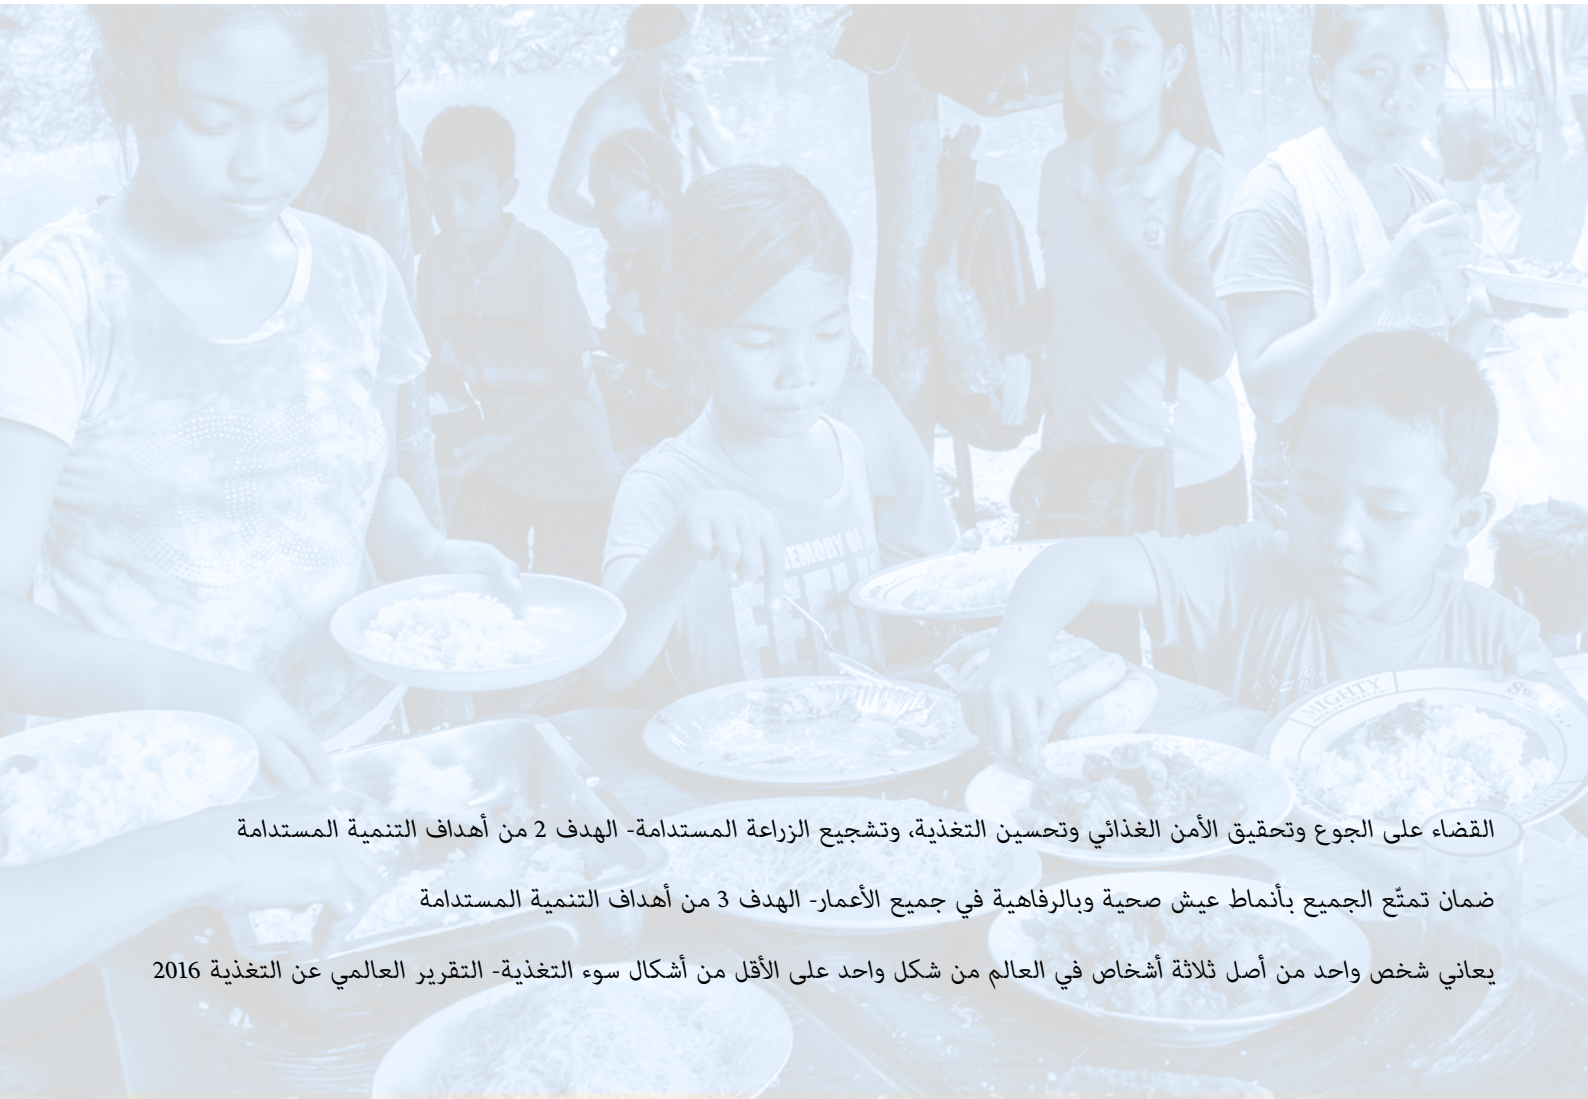 القضاء على الجوع وتحقيق الأمن الغذائي وتحسين التغذية، وتشجيع الزراعة المستدامة- الهدف 2 من أهداف التنمية المستدامة
ضمان تمتّع الجميع بأنماط عيش صحية وبالرفاهية في جميع الأعمار- الهدف 3 من أهداف التنمية المستدامة
يعاني شخص واحد من أصل ثلاثة أشخاص في العالم من شكل واحد على الأقل من أشكال سوء التغذية- التقرير العالمي عن التغذية 2016
MIGHTY